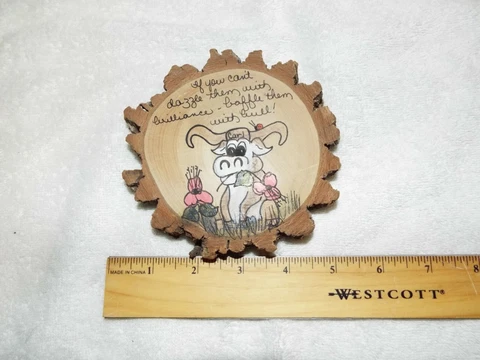 If you can't
dazzle them with
brilliance - baffle them
with bull!
MADE IN CHINA 1 2 3 4 5 6 7 8
WESTCOTT®